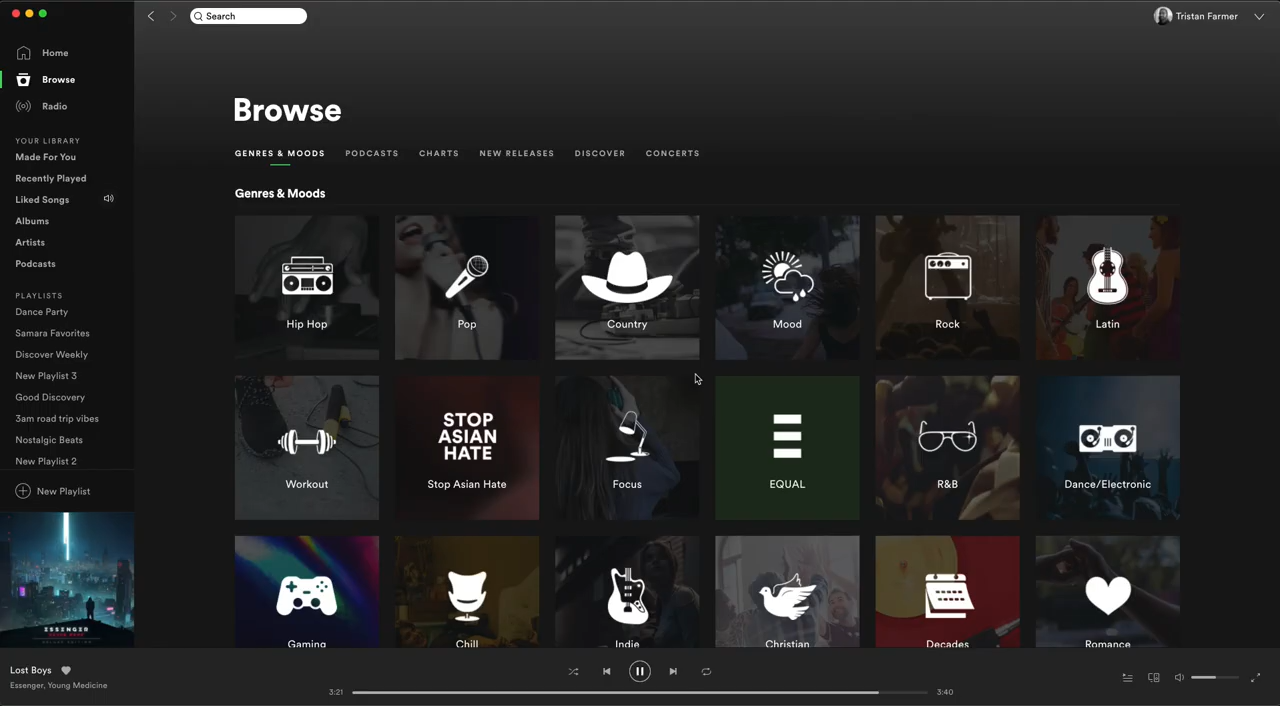 Search
Tristan Farmer
Home
Browse
Radio
YOUR LIBRARY
Made For You
Recently Played
Liked Songs
Albums
Artists
Podcasts
PLAYLISTS
Dance Party
Samara Favorites
Discover Weekly
New Playlist 3
Good Discovery
3am road trip vibes
Nostalgic Beats
New Playlist 2
New Playlist
ESSENGER
Browse
GENRES & MOODS PODCASTS CHARTS NEW RELEASES DISCOVER CONCERTS
Genres & Moods
Hip Hop Pop Country Mood Rock Latin
STOP
ASIAN
HATE
Workout Stop Asian Hate Focus EQUAL R&B Dance/Electronic
Gaming Chill Indie Christian Decades Romance
Lost Boys
Essenger, Young Medicine
3:21 3:40